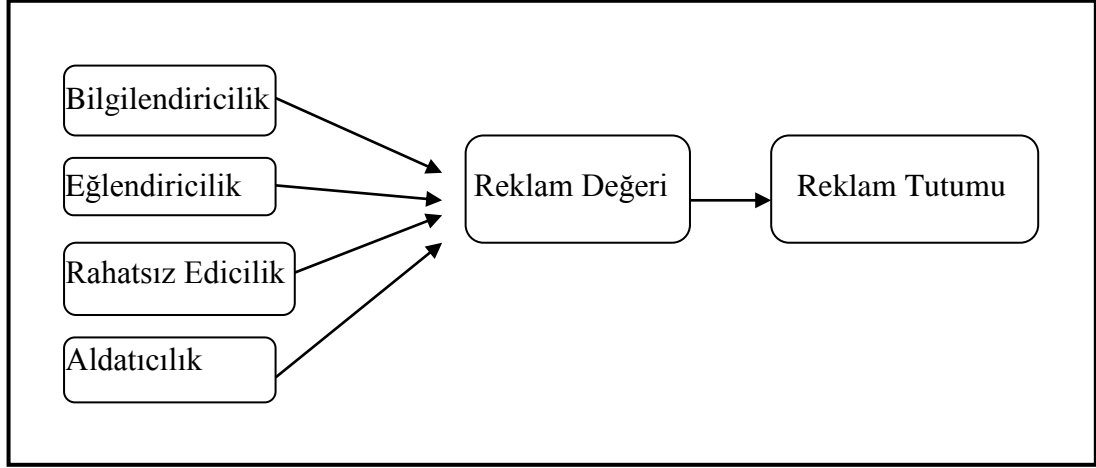 Bilgilendiricilik
Eğlendiricilik
Rahatsız Edicilik
Aldatıcılık
Reklam Değeri
Reklam Tutumu